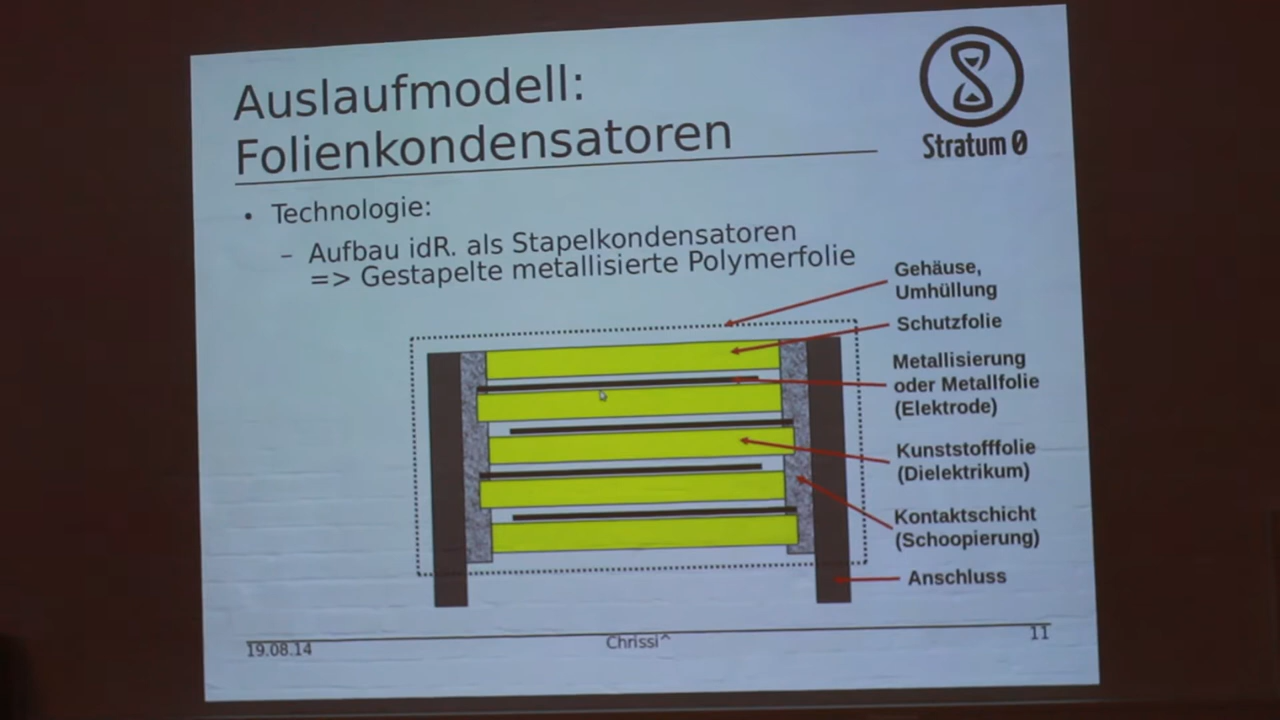 Auslaufmodell:
Folienkondensatoren
Stratum 0
• Technologie:
– Aufbau idR. als Stapelkondensatoren
=> Gestapelte metallisierte Polymerfolie
Gehäuse,
Umhüllung
Schutzfolie
Metallisierung
oder Metallfolie
(Elektrode)
Kunststofffolie
(Dielektrikum)
Kontaktschicht
(Schoopierung)
Anschluss
19.08.14
Chrissi^
11